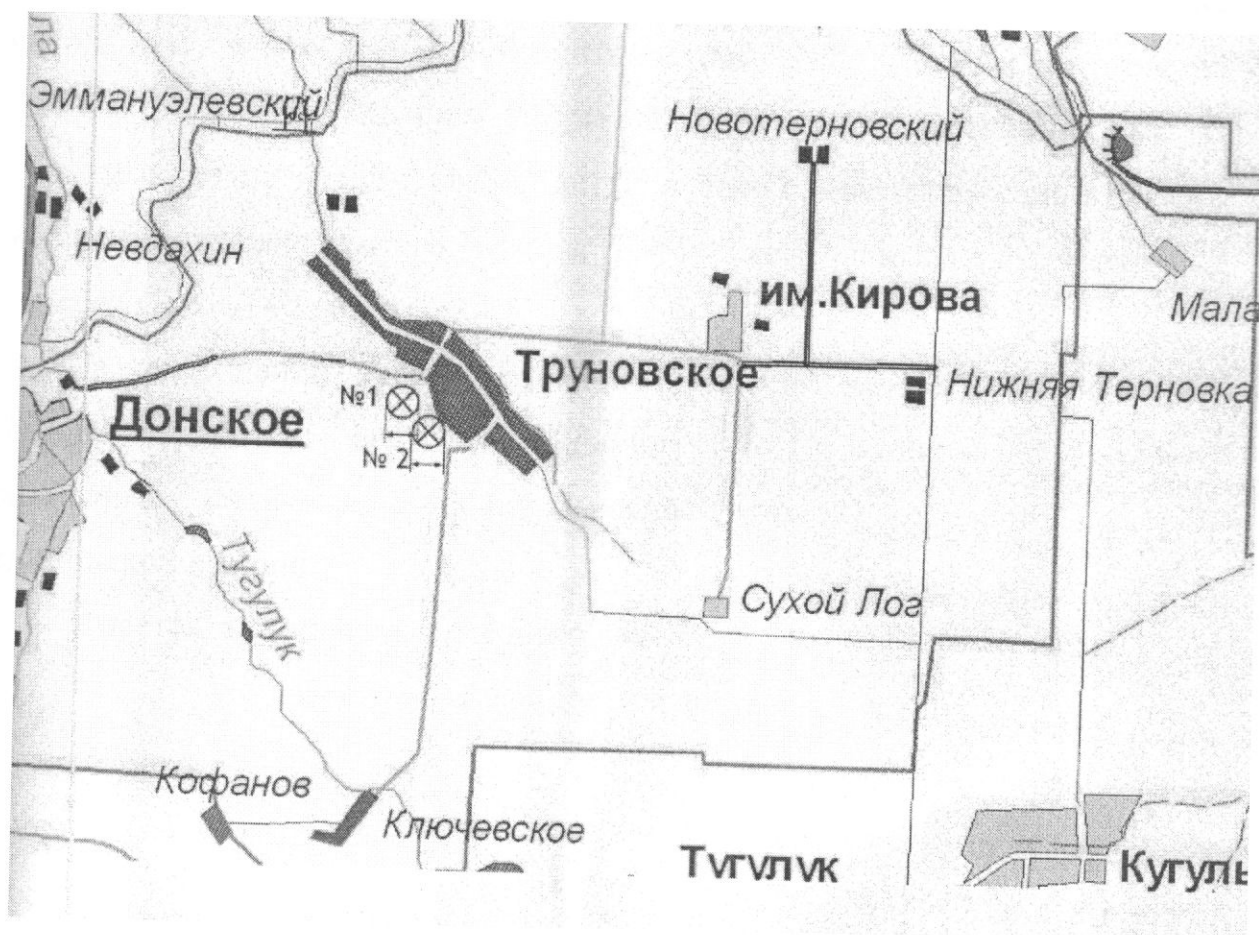 ла
Эммануэлевский
Новотерновский
Невдахин
им.Кирова
Мала
Труновское
Нижняя Терновка
№1
Донское
№ 2
Тугулук
Сухой Лог
Кофанов
Ключевское
Тугулук
Кугуль